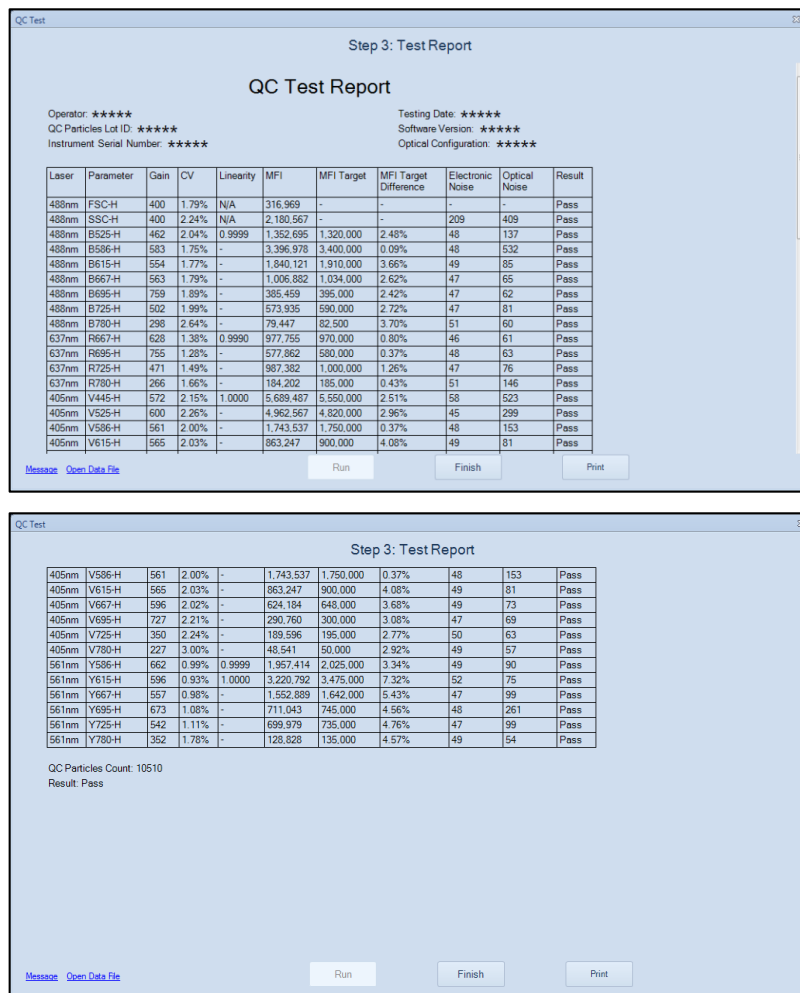 QC Test
Step 3: Test Report
QC Test Report
Operator: ***** Testing Date: *****
QC Particles Lot ID: ***** Software Version: *****
Instrument Serial Number: ***** Optical Configuration: *****
Laser Parameter Gain CV Linearity MFI MFI Target MFI Target Difference Electronic Noise Optical Noise Result
488nm FSC-H 400 1.79% N/A 316,969 - - - - Pass
488nm SSC-H 400 2.24% N/A 2,180,567 - - 209 409 Pass
488nm B525-H 462 2.04% 0.9999 1,352,695 1,320,000 2.48% 48 137 Pass
488nm B586-H 583 1.75% - 3,396,978 3,400,000 0.09% 48 532 Pass
488nm B615-H 554 1.77% - 1,840,121 1,910,000 3.66% 49 85 Pass
488nm B667-H 563 1.79% - 1,006,882 1,034,000 2.62% 47 65 Pass
488nm B695-H 759 1.89% - 385,459 395,000 2.42% 47 62 Pass
488nm B725-H 502 1.99% - 573,935 590,000 2.72% 47 81 Pass
488nm B780-H 298 2.64% - 79,447 82,500 3.70% 51 60 Pass
637nm R667-H 628 1.38% 0.9990 977,755 970,000 0.80% 46 61 Pass
637nm R695-H 755 1.28% - 577,862 580,000 0.37% 48 63 Pass
637nm R725-H 471 1.49% - 987,382 1,000,000 1.26% 47 76 Pass
637nm R780-H 266 1.66% - 184,202 185,000 0.43% 51 146 Pass
405nm V445-H 572 2.15% 1.0000 5,689,487 5,550,000 2.51% 58 523 Pass
405nm V525-H 600 2.26% - 4,962,567 4,820,000 2.96% 45 299 Pass
405nm V586-H 561 2.00% - 1,743,537 1,750,000 0.37% 48 153 Pass
405nm V615-H 565 2.03% - 863,247 900,000 4.08% 49 81 Pass
Message Open Data File Run Finish Print
QC Test
Step 3: Test Report
405nm V586-H 561 2.00% - 1,743,537 1,750,000 0.37% 48 153 Pass
405nm V615-H 565 2.03% - 863,247 900,000 4.08% 49 81 Pass
405nm V667-H 596 2.02% - 624,184 648,000 3.68% 49 73 Pass
405nm V695-H 727 2.21% - 290,760 300,000 3.08% 47 69 Pass
405nm V725-H 350 2.24% - 189,596 195,000 2.77% 50 63 Pass
405nm V780-H 227 3.00% - 48,541 50,000 2.92% 49 57 Pass
561nm Y586-H 662 0.99% 0.9999 1,957,414 2,025,000 3.34% 49 90 Pass
561nm Y615-H 596 0.93% 1.0000 3,220,792 3,475,000 7.32% 52 75 Pass
561nm Y667-H 557 0.98% - 1,552,889 1,642,000 5.43% 47 99 Pass
561nm Y695-H 673 1.08% - 711,043 745,000 4.56% 48 261 Pass
561nm Y725-H 542 1.11% - 699,979 735,000 4.76% 47 99 Pass
561nm Y780-H 352 1.78% - 128,828 135,000 4.57% 49 54 Pass
QC Particles Count: 10510
Result: Pass
Message Open Data File Run Finish Print